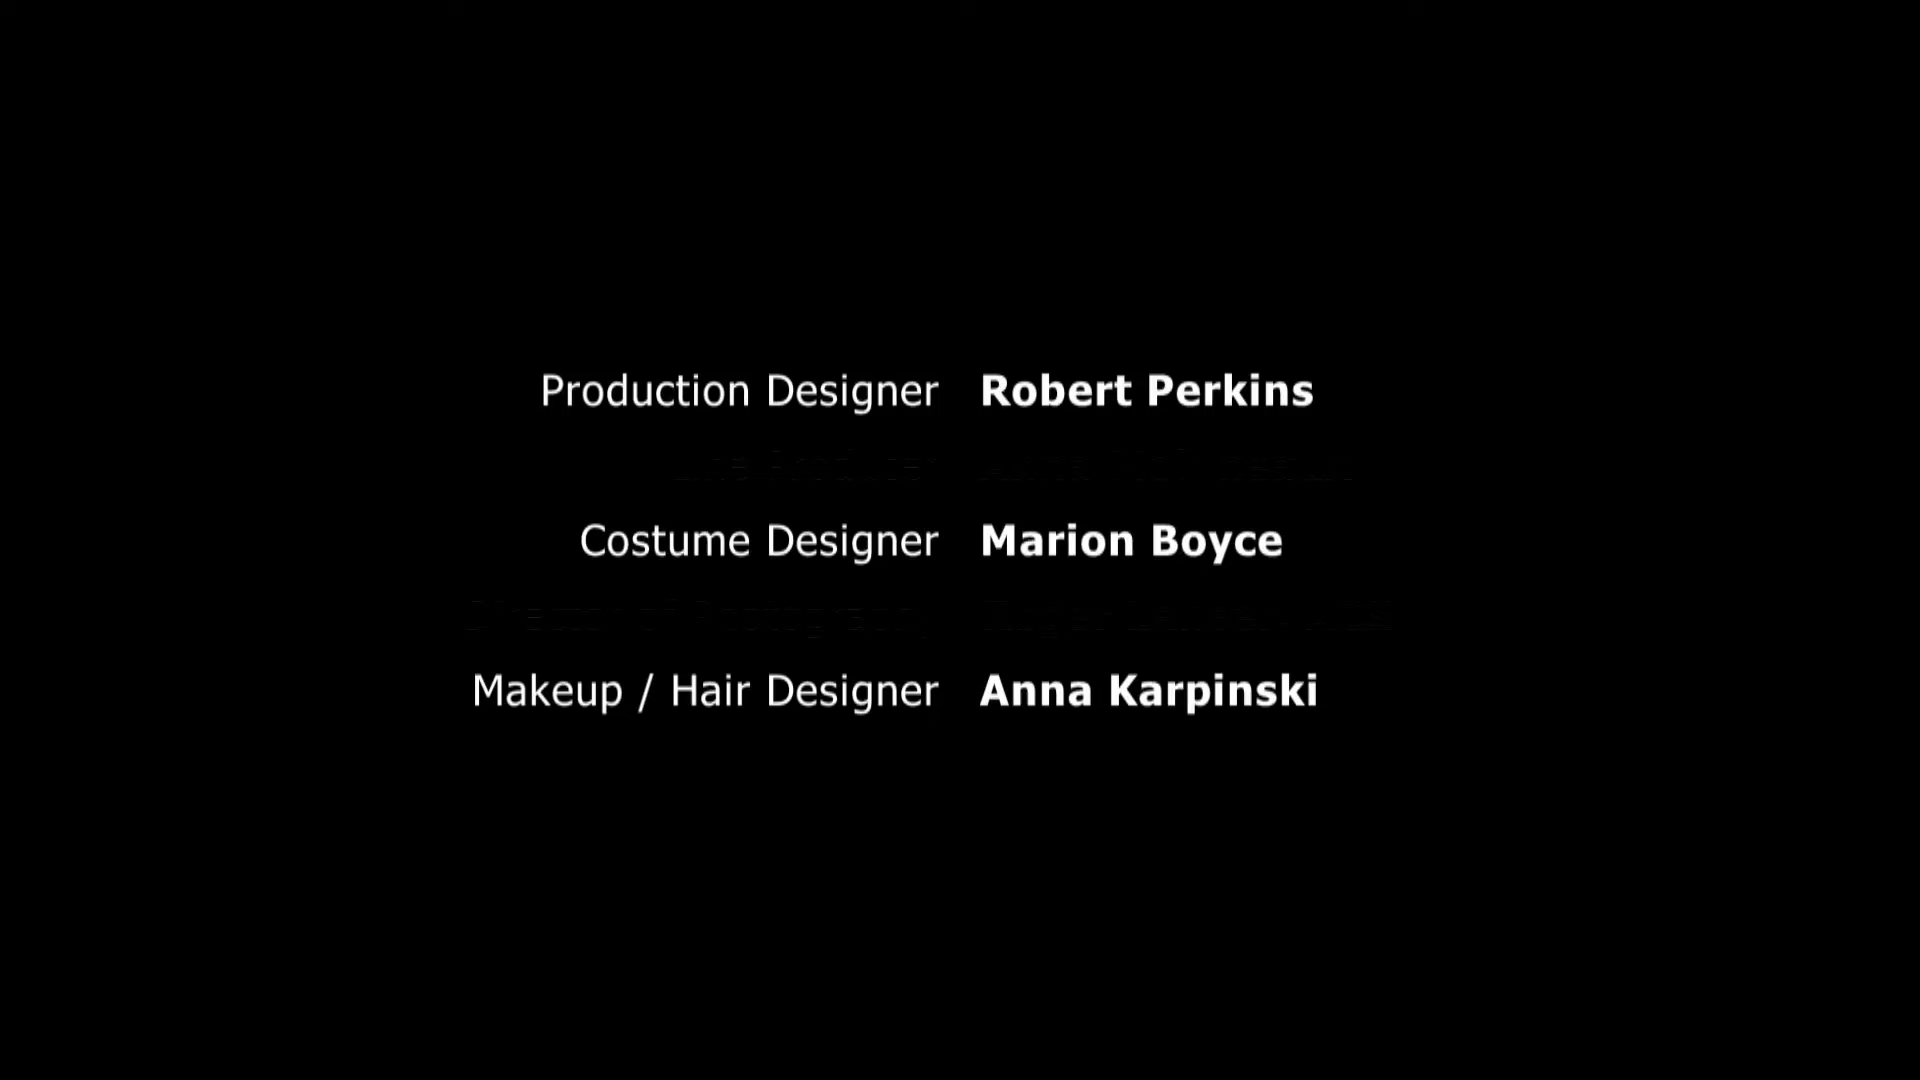 Production Designer Robert Perkins
Costume Designer Marion Boyce
Makeup / Hair Designer Anna Karpinski